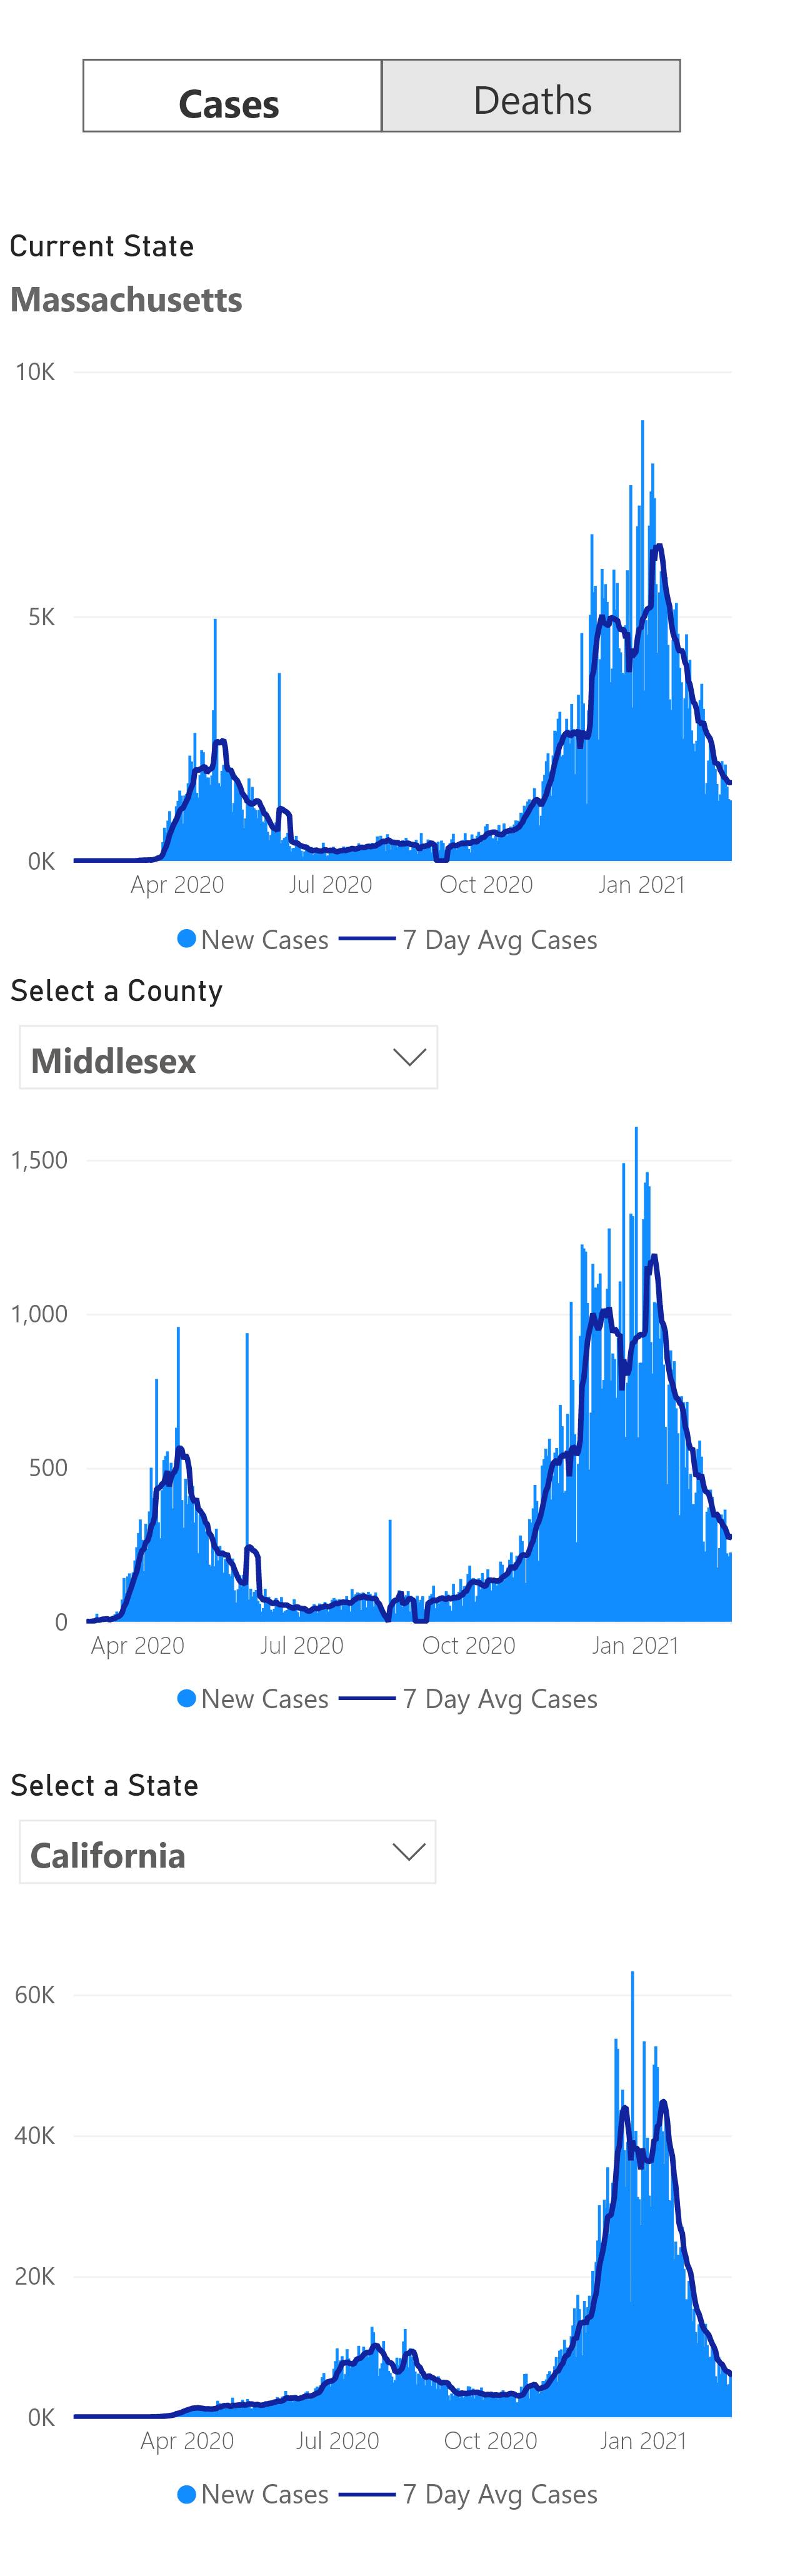 Cases Deaths
Current State
Massachusetts
10K
5K
0K
Apr 2020 Jul 2020 Oct 2020 Jan 2021
New Cases 7 Day Avg Cases
Select a County
Middlesex
1,500
1,000
500
0
Apr 2020 Jul 2020 Oct 2020 Jan 2021
New Cases 7 Day Avg Cases
Select a State
California
60K
40K
20K
0K
Apr 2020 Jul 2020 Oct 2020 Jan 2021
New Cases 7 Day Avg Cases